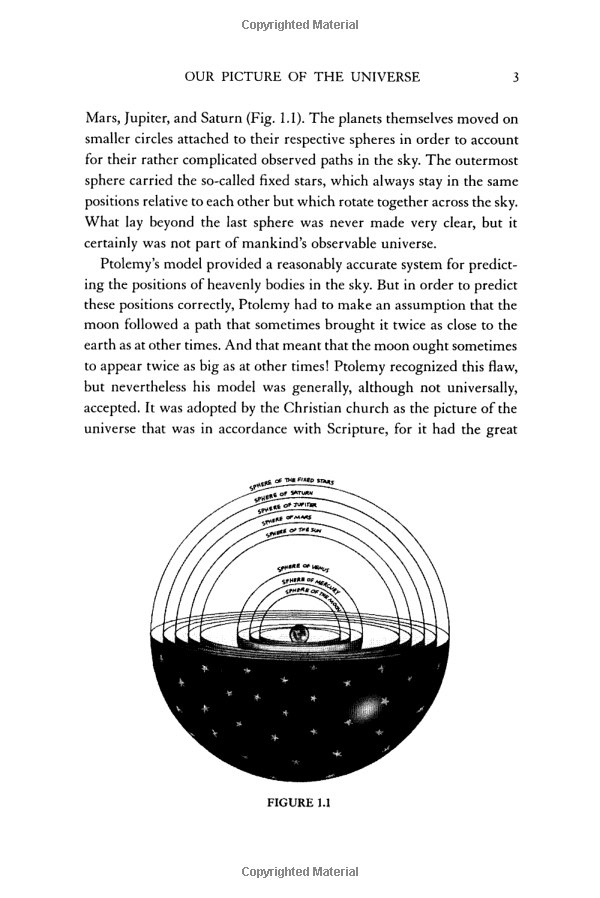 Copyrighted Material
OUR PICTURE OF THE UNIVERSE 3
Mars, Jupiter, and Saturn (Fig. 1.1). The planets themselves moved on
smaller circles attached to their respective spheres in order to account
for their rather complicated observed paths in the sky. The outermost
sphere carried the so-called fixed stars, which always stay in the same
positions relative to each other but which rotate together across the sky.
What lay beyond the last sphere was never made very clear, but it
certainly was not part of mankind's observable universe.
Ptolemy's model provided a reasonably accurate system for predict-
ing the positions of heavenly bodies in the sky. But in order to predict
these positions correctly, Ptolemy had to make an assumption that the
moon followed a path that sometimes brought it twice as close to the
earth as at other times. And that meant that the moon ought sometimes
to appear twice as big as at other times! Ptolemy recognized this flaw,
but nevertheless his model was generally, although not universally,
accepted. It was adopted by the Christian church as the picture of the
universe that was in accordance with Scripture, for it had the great
SPHERE OF THE FIXED STARS
SPHERE OF SATURN
SPHERE OF JUPITER
SPHERE OF MARS
SPHERE OF THE SUN
SPHERE OF VENUS
SPHERE OF MERCURY
SPHERE OF THE MOON
FIGURE 1.1
Copyrighted Material